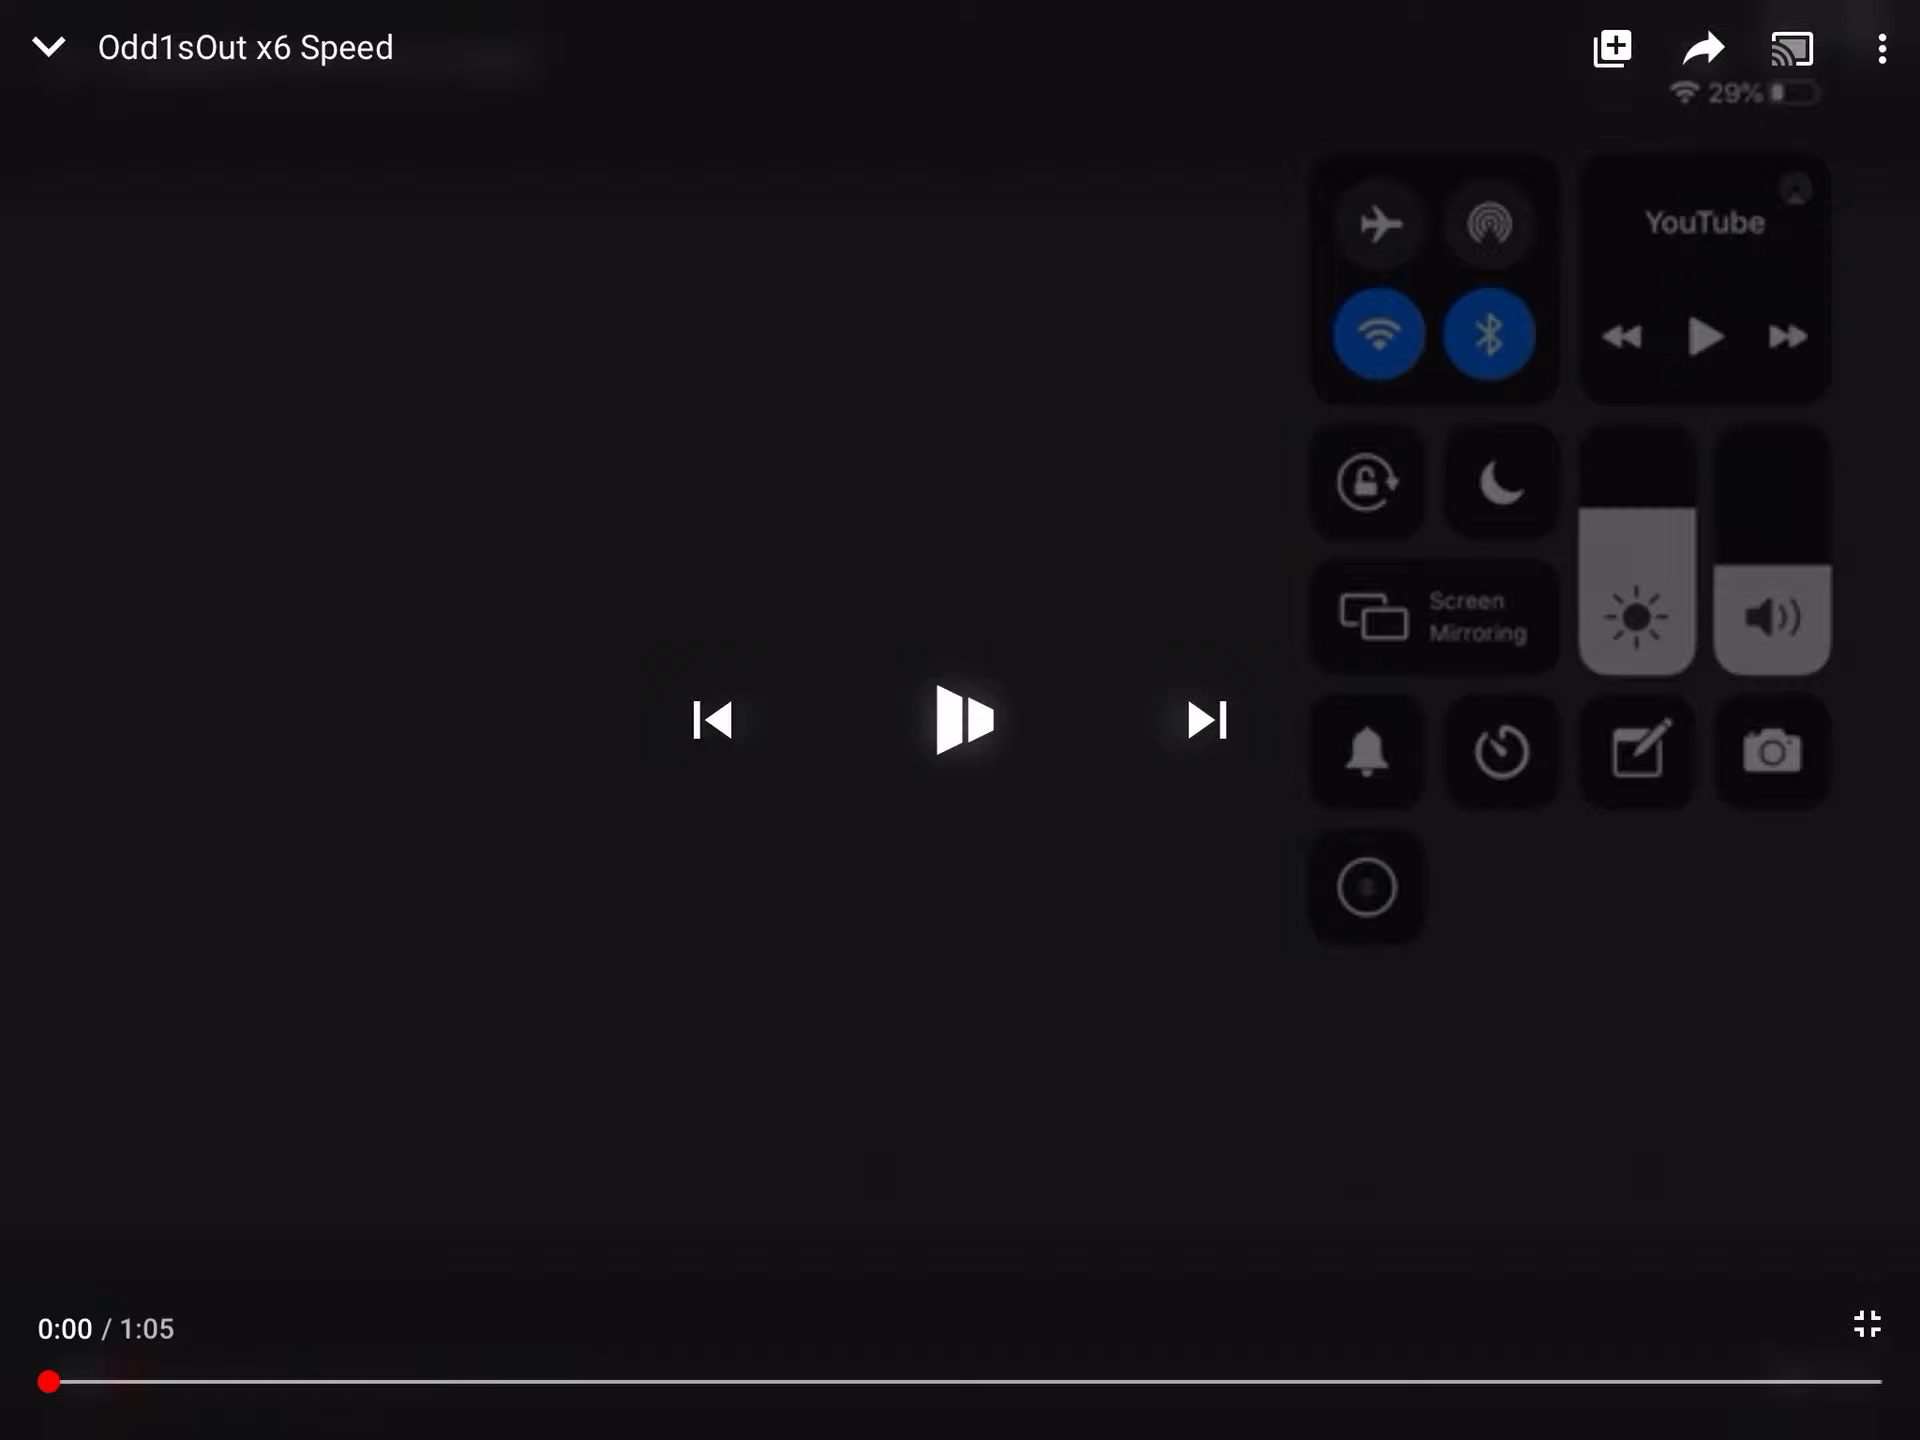 Odd1sOut x6 Speed
29%
YouTube
Screen
Mirroring
0:00 / 1:05